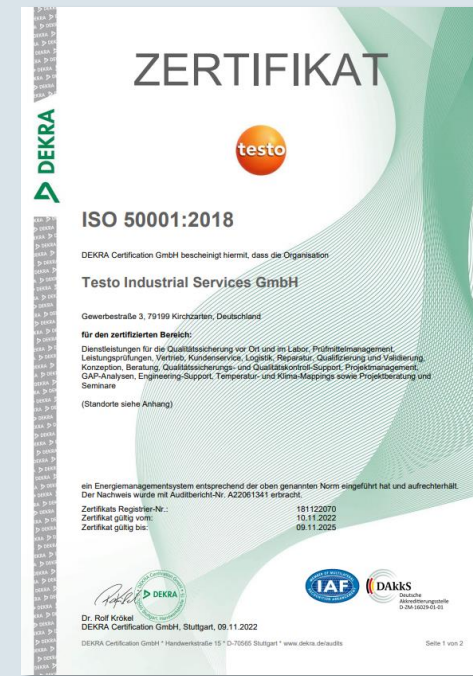 ZERTIFIKAT
testo
DEKRA
ISO 50001:2018
DEKRA Certification GmbH bescheinigt hiermit, dass die Organisation
Testo Industrial Services GmbH
Gewerbestraße 3, 79199 Kirchzarten, Deutschland
für den zertifizierten Bereich:
Dienstleistungen für die Qualitätssicherung vor Ort und im Labor, Prüfmittelmanagement,
Leistungsprüfungen, Vertrieb, Kundenservice, Logistik, Reparatur, Qualifizierung und Validierung,
Konzeption, Beratung, Qualitätssicherungs- und Qualitätskontroll-Support, Projektmanagement,
GAP-Analysen, Engineering-Support, Temperatur- und Klima-Mappings sowie Projektberatung und
Seminare
(Standorte siehe Anhang)
ein Energiemanagementsystem entsprechend der oben genannten Norm eingeführt hat und aufrechterhält.
Der Nachweis wurde mit Auditbericht-Nr. A22061341 erbracht.
Zertifikats Registrier-Nr.: 181122070
Zertifikat gültig vom: 10.11.2022
Zertifikat gültig bis: 09.11.2025
DEKRA
IAF
DAkkS
Deutsche
Akkreditierungsstelle
D-ZM-16029-01-01
Dr. Rolf Krökel
DEKRA Certification GmbH, Stuttgart, 09.11.2022
DEKRA Certification GmbH * Handwerkstraße 15 * D-70565 Stuttgart * www.dekra.de/audits Seite 1 von 2